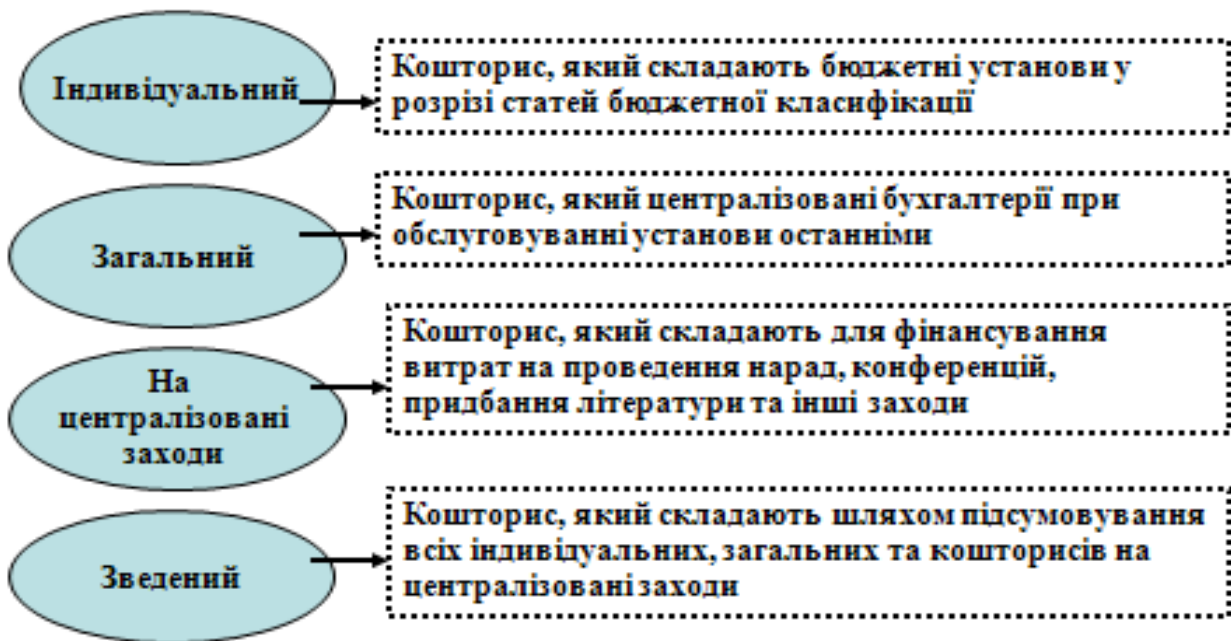 Індивідуальний
Кошторис, який складають бюджетні установи у
розрізі статей бюджетної класифікації
Загальний
Кошторис, який централізовані бухгалтерії при
обслуговуванні установи останніми
На
централізовані
заходи
Кошторис, який складають для фінансування
витрат на проведення нарад, конференцій,
придбання літератури та інші заходи
Зведений
Кошторис, який складають шляхом підсумовування
всіх індивідуальних, загальних та кошторисів на
централізовані заходи